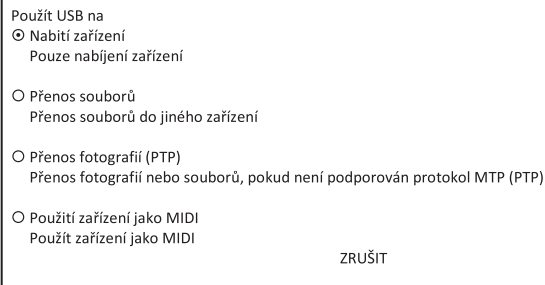 Použít USB na
Nabití zařízení
Pouze nabíjení zařízení
Přenos souborů
Přenos souborů do jiného zařízení
Přenos fotografií (PTP)
Přenos fotografií nebo souborů, pokud není podporován protokol MTP (PTP)
Použití zařízení jako MIDI
Použít zařízení jako MIDI
ZRUŠIT